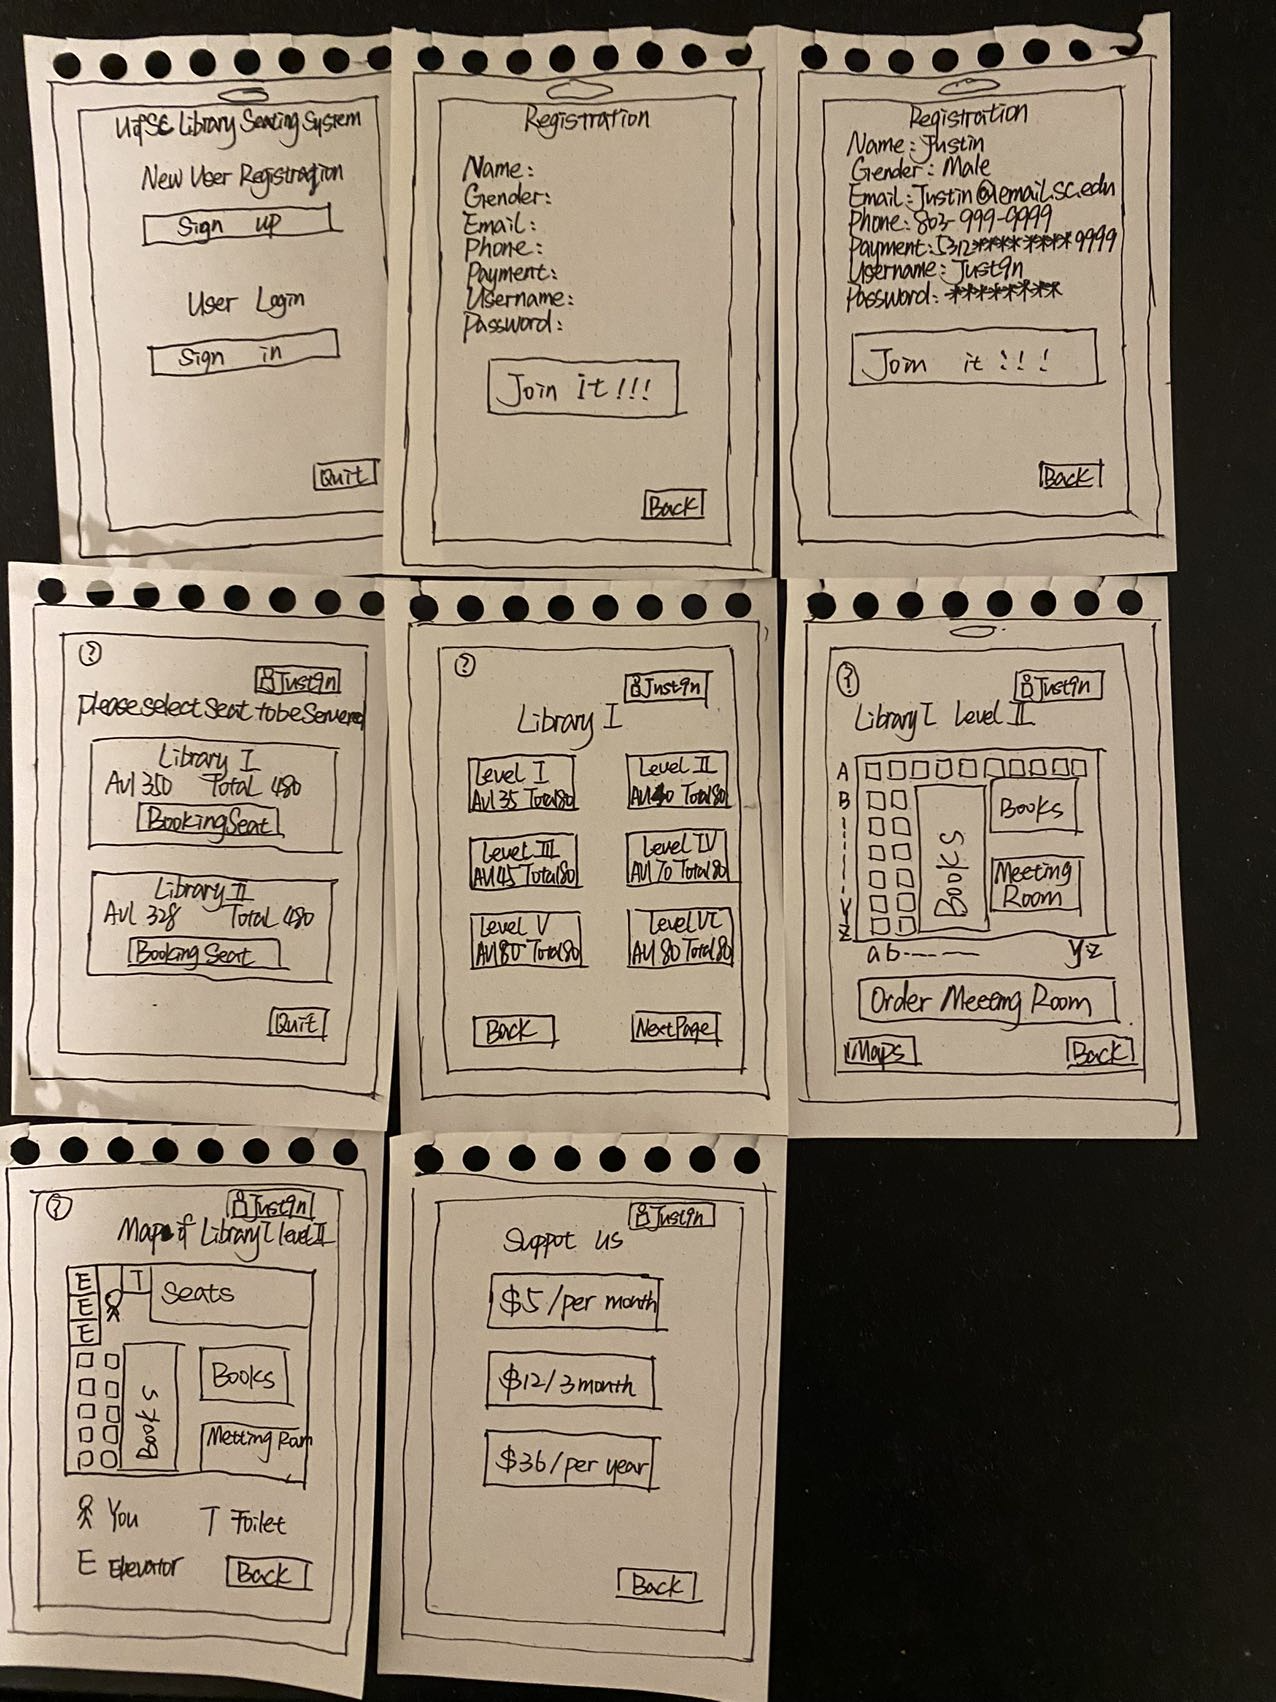 UofSC Library Seating System
New User Registration
Sign up
User Login
Sign in
Quit
Registration
Name:
Gender:
Email:
Phone:
Payment:
Username:
Password:
Join it!!!
Back
Registration
Name: Justin
Gender: Male
Email: Justin@email.sc.edu
Phone: 803-999-9999
Payment: 5312**** ****9999
Username: Just9n
Password: ********
Join it!!!
Back
?
Just9n
Please select Seat to be Serverd
Library I
Avl 350 Total 480
Booking Seat
Library II
Avl 328 Total 480
Booking Seat
Quit
?
Just9n
Library I
Level I
Avl 35 Total 80
Level II
Avl 40 Total 80
Level III
Avl 45 Total 80
Level IV
Avl 70 Total 80
Level V
Avl 80 Total 80
Level VI
Avl 80 Total 80
Back
Next Page
?
Just9n
Library I Level II
A
B
Y
Z
Books
Books
Meeting
Room
a b ---- yz
Order Meeting Room
Maps
Back
?
Just9n
Map of Library I level II
E
E
E
T
Seats
Books
Books
Metting Rom
You
T Toilet
E Elevator
Back
Just9n
Suppot us
$5/per month
$12/3 month
$36/per year
Back